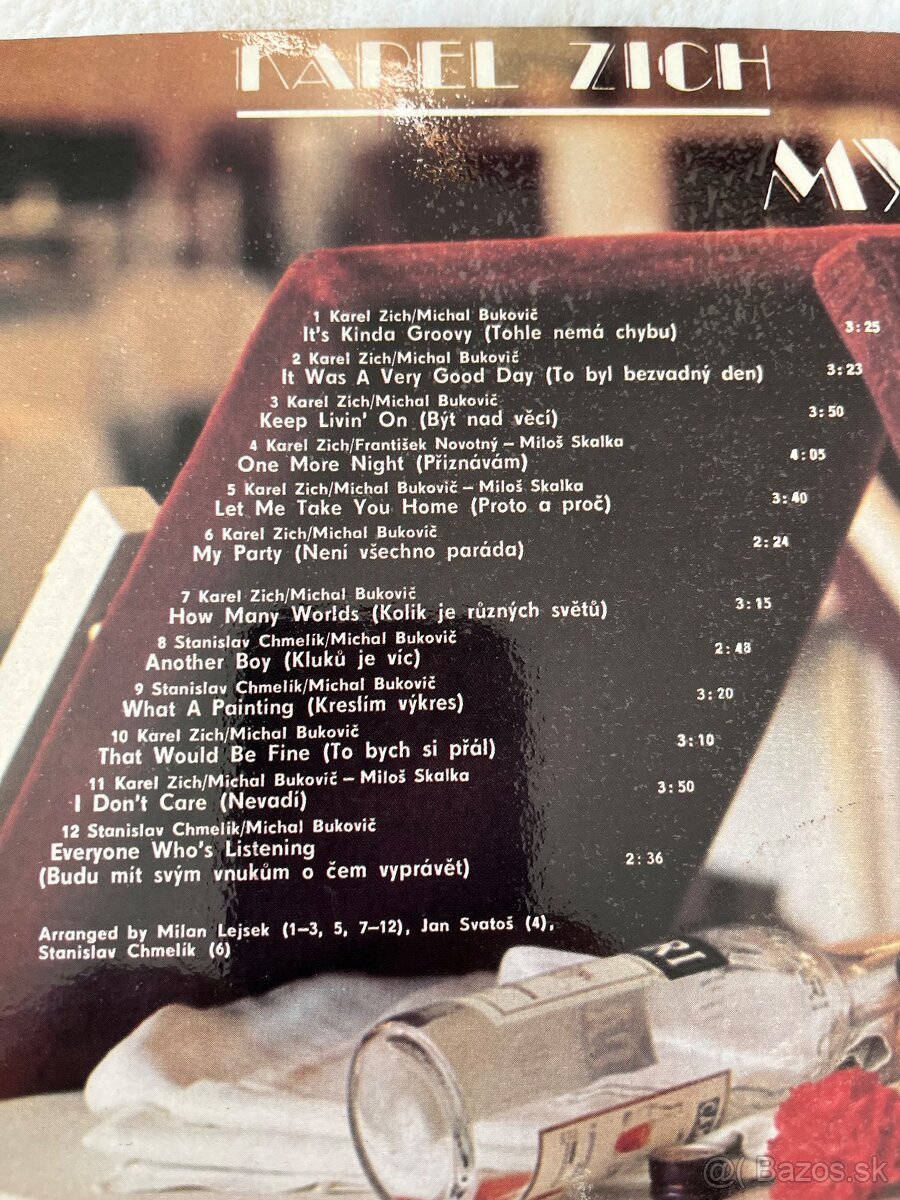 KAREL ZICH
MY
1 Karel Zich/Michal Bukovič
It's Kinda Groovy (Tohle nemá chybu) 3:25
2 Karel Zich/Michal Bukovič
It Was A Very Good Day (To byl bezvadný den) 3:23
3 Karel Zich/Michal Bukovič
Keep Livin' On (Být nad věcí) 3:50
4 Karel Zich/František Novotný – Miloš Skalka
One More Night (Přiznávám) 4:05
5 Karel Zich/Michal Bukovič – Miloš Skalka
Let Me Take You Home (Proto a proč) 3:40
6 Karel Zich/Michal Bukovič
My Party (Není všechno paráda) 2:24
7 Karel Zich/Michal Bukovič
How Many Worlds (Kolik je různých světů) 3:15
8 Stanislav Chmelík/Michal Bukovič
Another Boy (Kluků je víc) 2:48
9 Stanislav Chmelík/Michal Bukovič
What A Painting (Kreslím výkres) 3:20
10 Karel Zich/Michal Bukovič
That Would Be Fine (To bych si přál) 3:10
11 Karel Zich/Michal Bukovič – Miloš Skalka
I Don't Care (Nevadí) 3:50
12 Stanislav Chmelík/Michal Bukovič
Everyone Who's Listening
(Budu mít svým vnukům o čem vyprávět) 2:36
Arranged by Milan Lejsek (1–3, 5, 7–12), Jan Svatoš (4),
Stanislav Chmelík (6)
RI
Bazos.sk